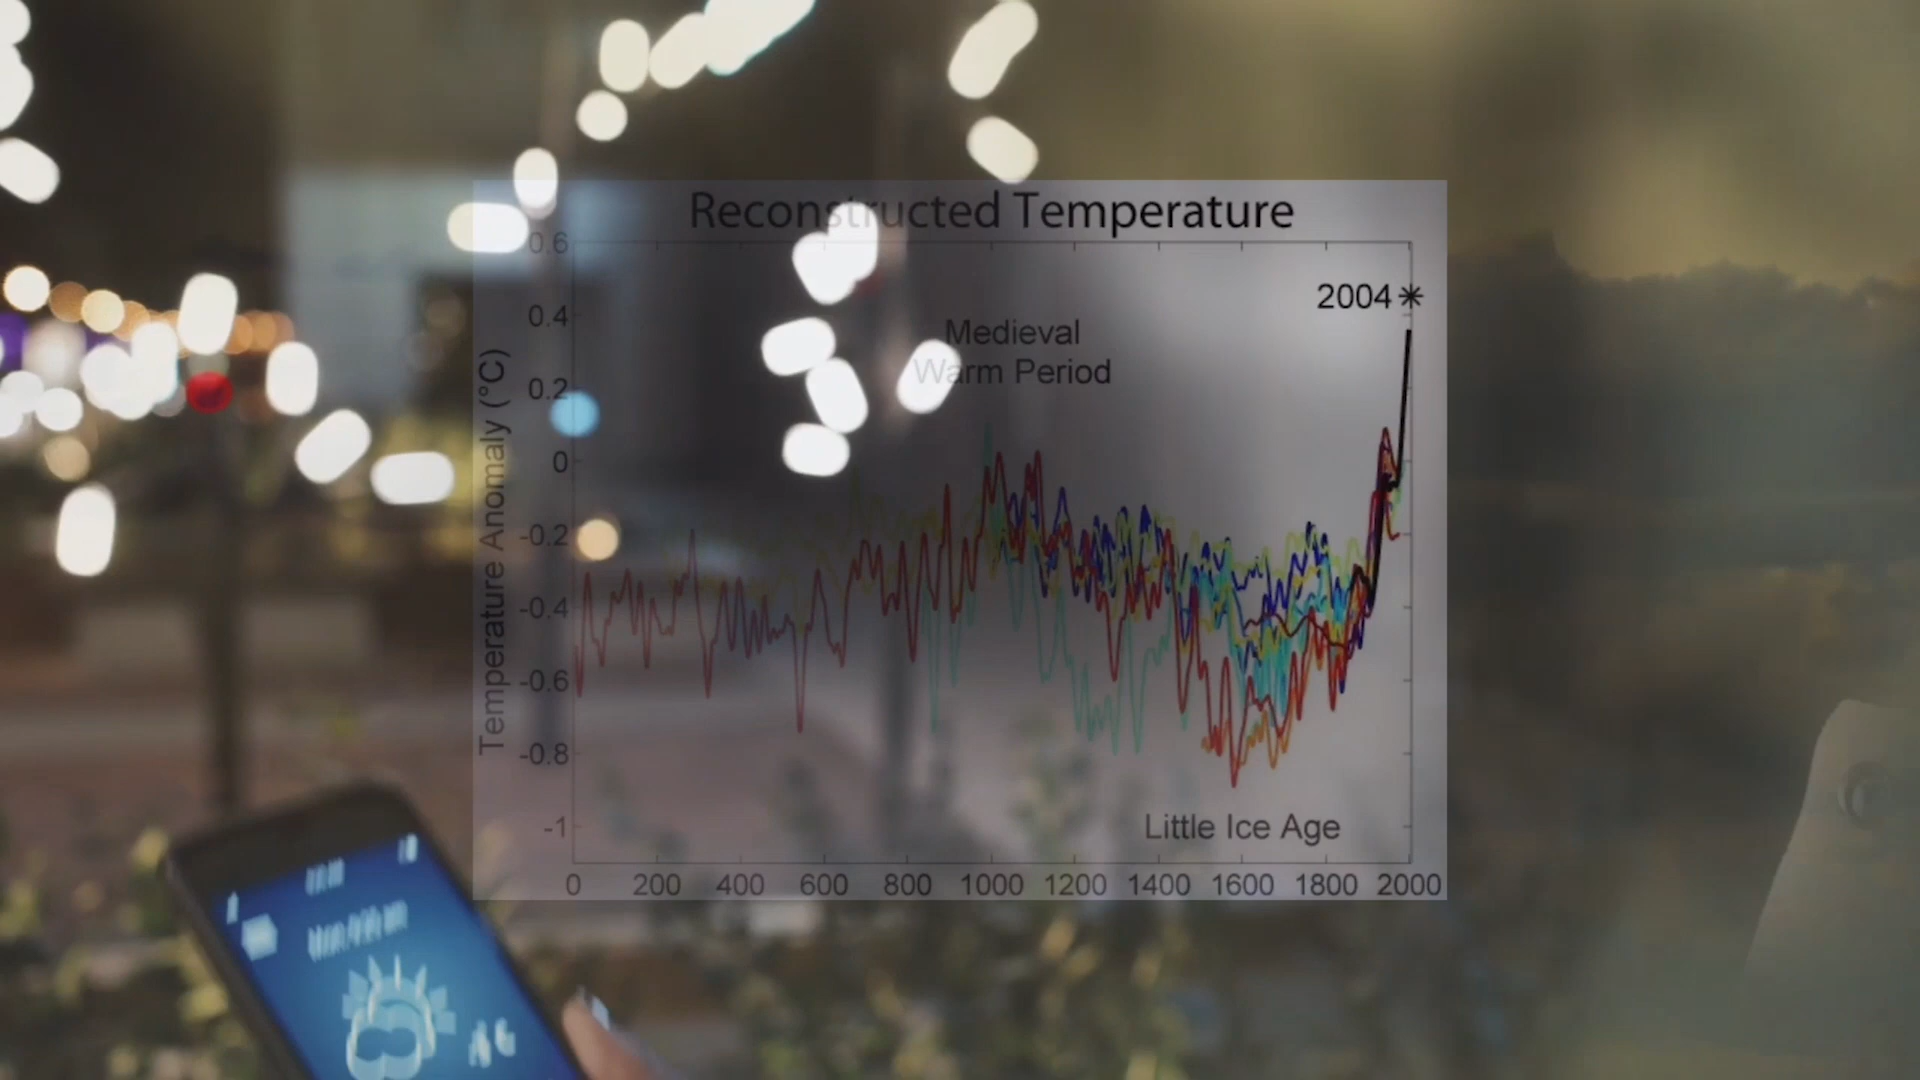 Reconstructed Temperature
0.6
2004
0.4
Medieval
Warm Period
0.2
Temperature Anomaly (°C)
0
-0.2
-0.4
-0.6
-0.8
-1
Little Ice Age
0 200 400 600 800 1000 1200 1400 1600 1800 2000